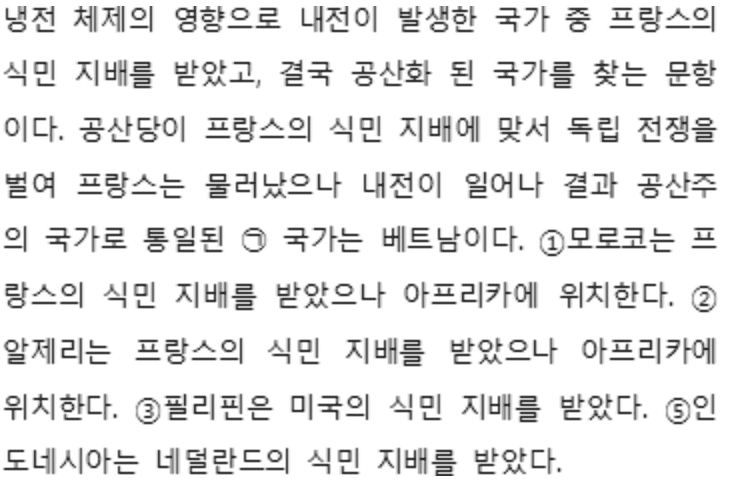 냉전 체제의 영향으로 내전이 발생한 국가 중 프랑스의
식민 지배를 받았고, 결국 공산화 된 국가를 찾는 문항
이다. 공산당이 프랑스의 식민 지배에 맞서 독립 전쟁을
벌여 프랑스는 물러났으나 내전이 일어나 결과 공산주
의 국가로 통일된 ㉠ 국가는 베트남이다. ①모로코는 프
랑스의 식민 지배를 받았으나 아프리카에 위치한다. ②
알제리는 프랑스의 식민 지배를 받았으나 아프리카에
위치한다. ③필리핀은 미국의 식민 지배를 받았다. ⑤인
도네시아는 네덜란드의 식민 지배를 받았다.